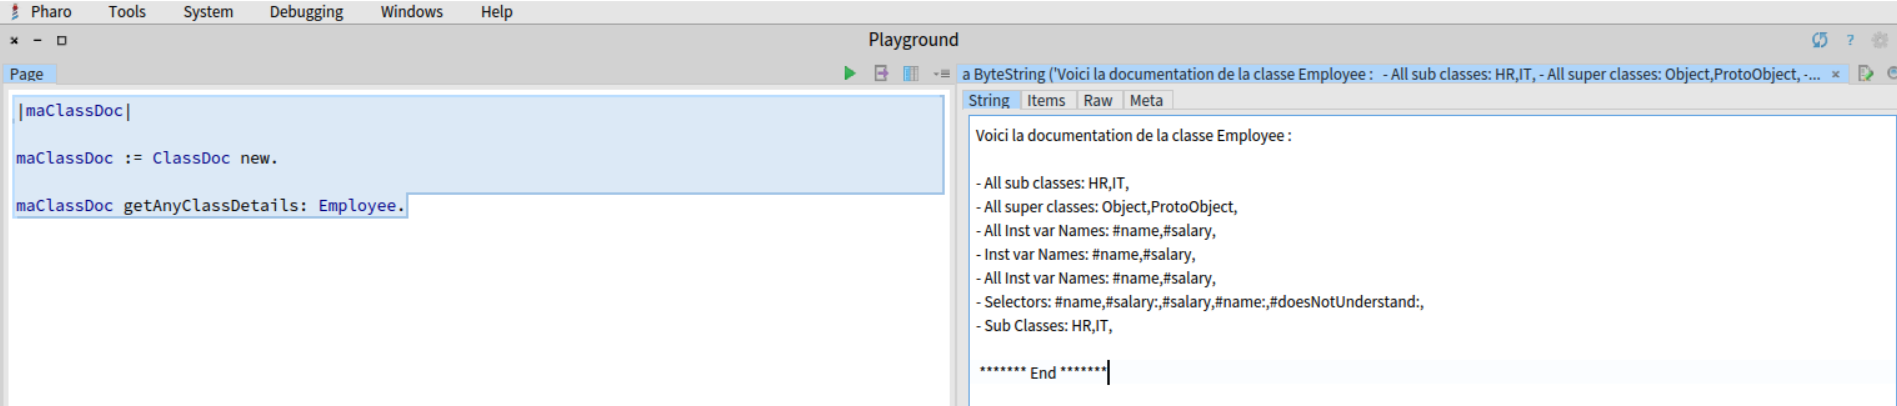 Pharo Tools System Debugging Windows Help
Playground
?
Page
a ByteString ('Voici la documentation de la classe Employee :  - All sub classes: HR,IT, - All super classes: Object,ProtoObject, -...
String Items Raw Meta
|maClassDoc|
maClassDoc := ClassDoc new.
maClassDoc getAnyClassDetails: Employee.
Voici la documentation de la classe Employee :
- All sub classes: HR,IT,
- All super classes: Object,ProtoObject,
- All Inst var Names: #name,#salary,
- Inst var Names: #name,#salary,
- All Inst var Names: #name,#salary,
- Selectors: #name,#salary:,#salary,#name:,#doesNotUnderstand:,
- Sub Classes: HR,IT,
******* End *******